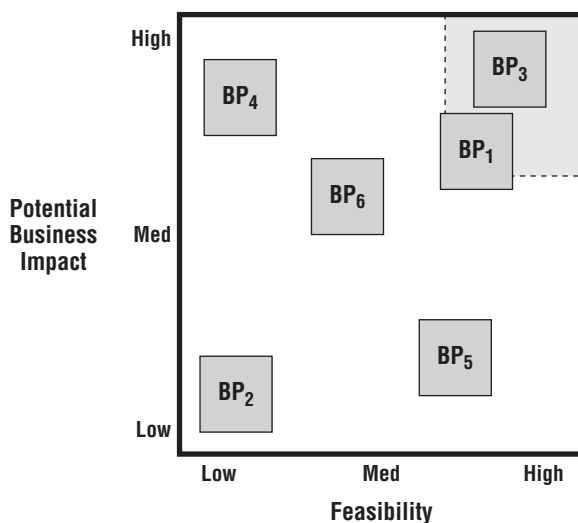 High
BP3
BP4
BP1
Potential
Business
Impact
BP6
Med
BP5
BP2
Low
Low Med High
Feasibility